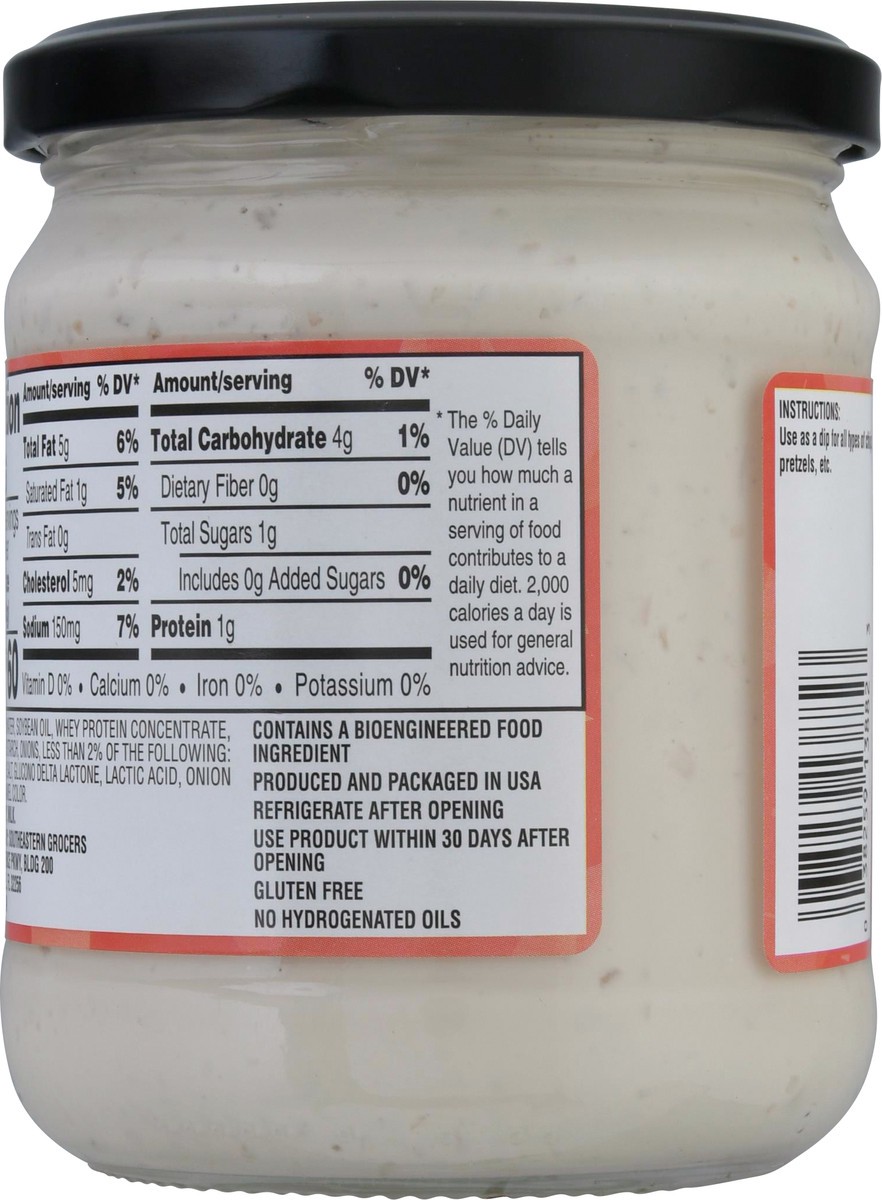 on
Amount/serving % DV*
Total Fat 5g 6%
Saturated Fat 1g 5%
Trans Fat 0g
Cholesterol 5mg 2%
Sodium 150mg 7%
Amount/serving % DV*
Total Carbohydrate 4g 1%
Dietary Fiber 0g 0%
Total Sugars 1g
Includes 0g Added Sugars 0%
Protein 1g
60
Vitamin D 0% • Calcium 0% • Iron 0% • Potassium 0%
* The % Daily
Value (DV) tells
you how much a
nutrient in a
serving of food
contributes to a
daily diet. 2,000
calories a day is
used for general
nutrition advice.
SOYBEAN OIL, WHEY PROTEIN CONCENTRATE,
ONIONS, LESS THAN 2% OF THE FOLLOWING:
GLUCONO DELTA LACTONE, LACTIC ACID, ONION
COLOR.
MILK.
SOUTHEASTERN GROCERS
PKWY, BLDG 200
32256
CONTAINS A BIOENGINEERED FOOD
INGREDIENT
PRODUCED AND PACKAGED IN USA
REFRIGERATE AFTER OPENING
USE PRODUCT WITHIN 30 DAYS AFTER
OPENING
GLUTEN FREE
NO HYDROGENATED OILS
INSTRUCTIONS:
Use as a dip for all types of
pretzels, etc.